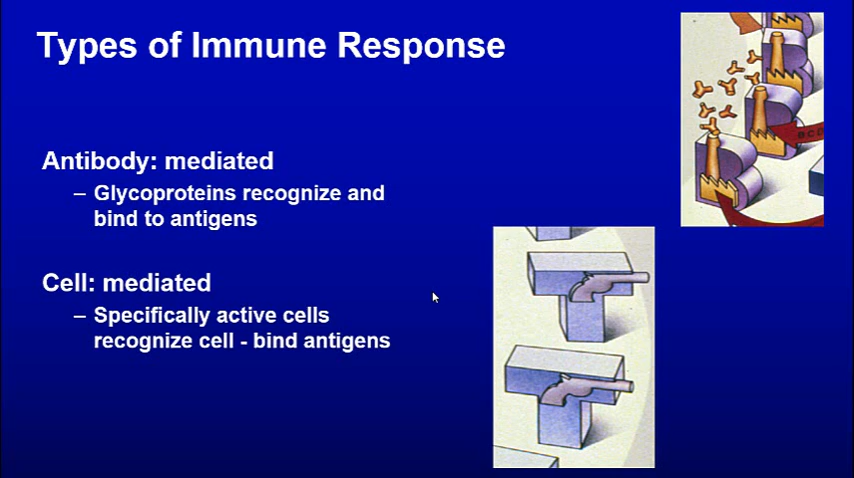 Types of Immune Response
Antibody: mediated
– Glycoproteins recognize and
bind to antigens
Cell: mediated
– Specifically active cells
recognize cell - bind antigens